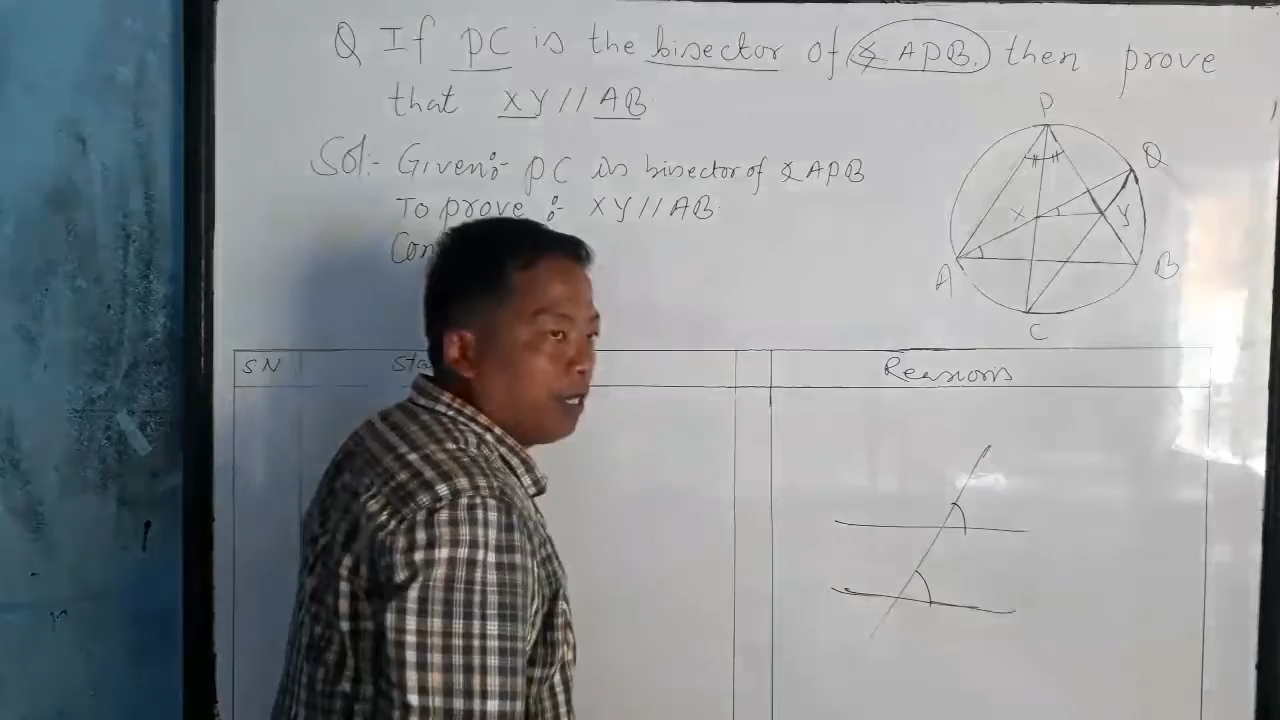 Q If PC is the bisector of ∡ APB. then prove
that XY // AB
Sol:- Given:- PC is bisector of ∡ APB
To prove :- XY // AB
P
Q
X
Y
A
B
C
SN
Reasons